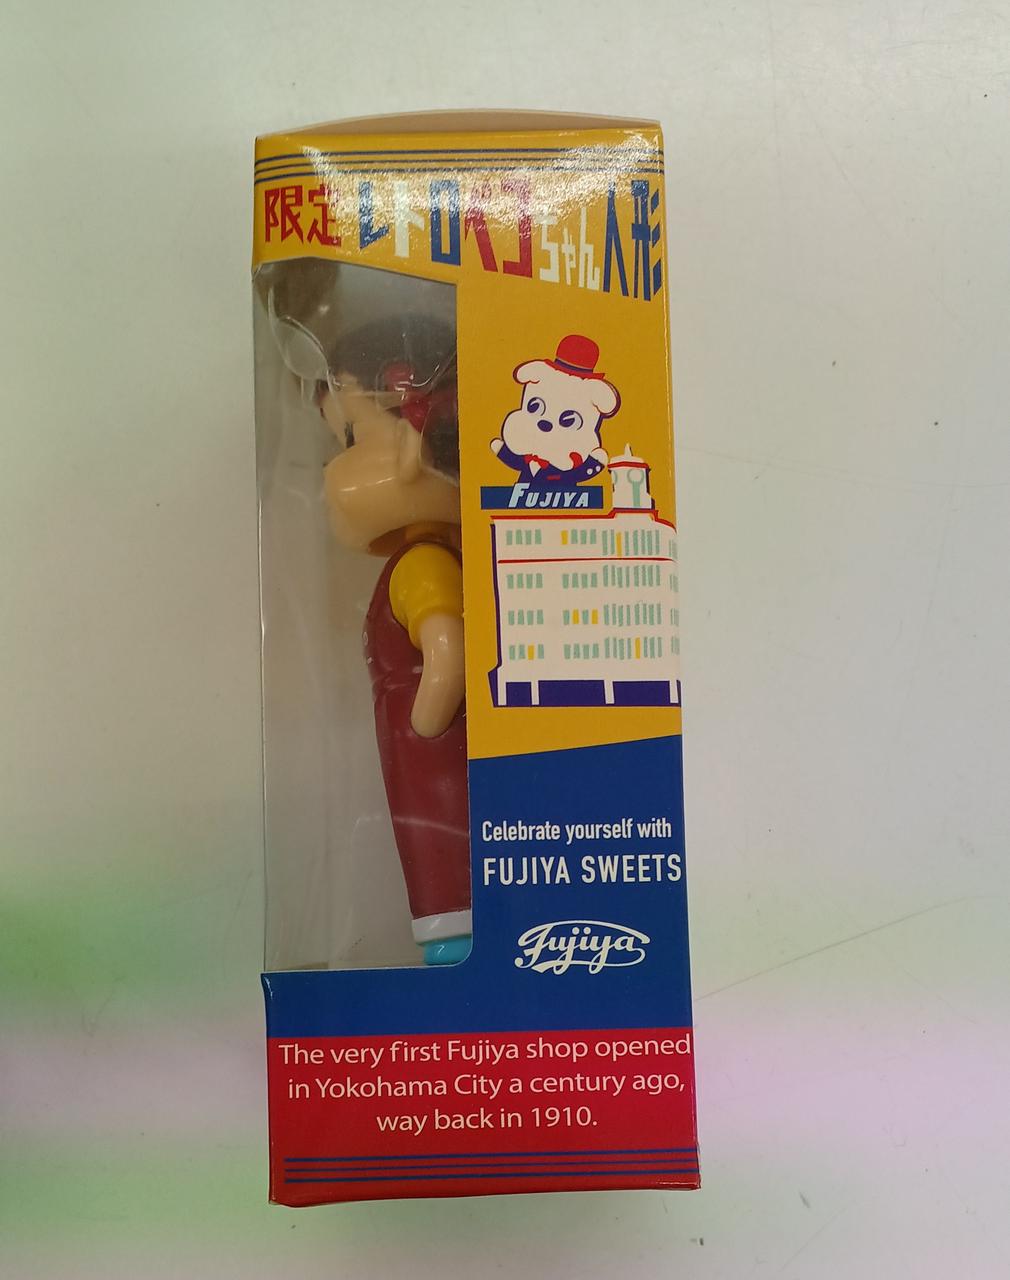 限定レトロペコちゃん人形
FUJIYA
Celebrate yourself with
FUJIYA SWEETS
Fujiya
The very first Fujiya shop opened
in Yokohama City a century ago,
way back in 1910.